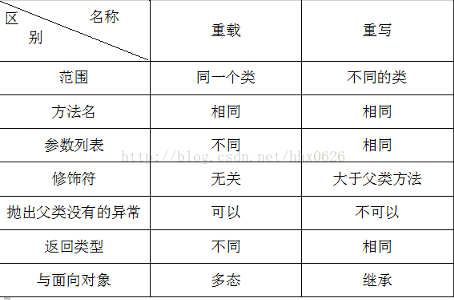 区别 名称 重载 重写
范围 同一个类 不同的类
方法名 相同 相同
参数列表 不同 相同
http://blog.csdn.net/hhx0626
修饰符 无关 大于父类方法
抛出父类没有的异常 可以 不可以
返回类型 不同 相同
与面向对象 多态 继承